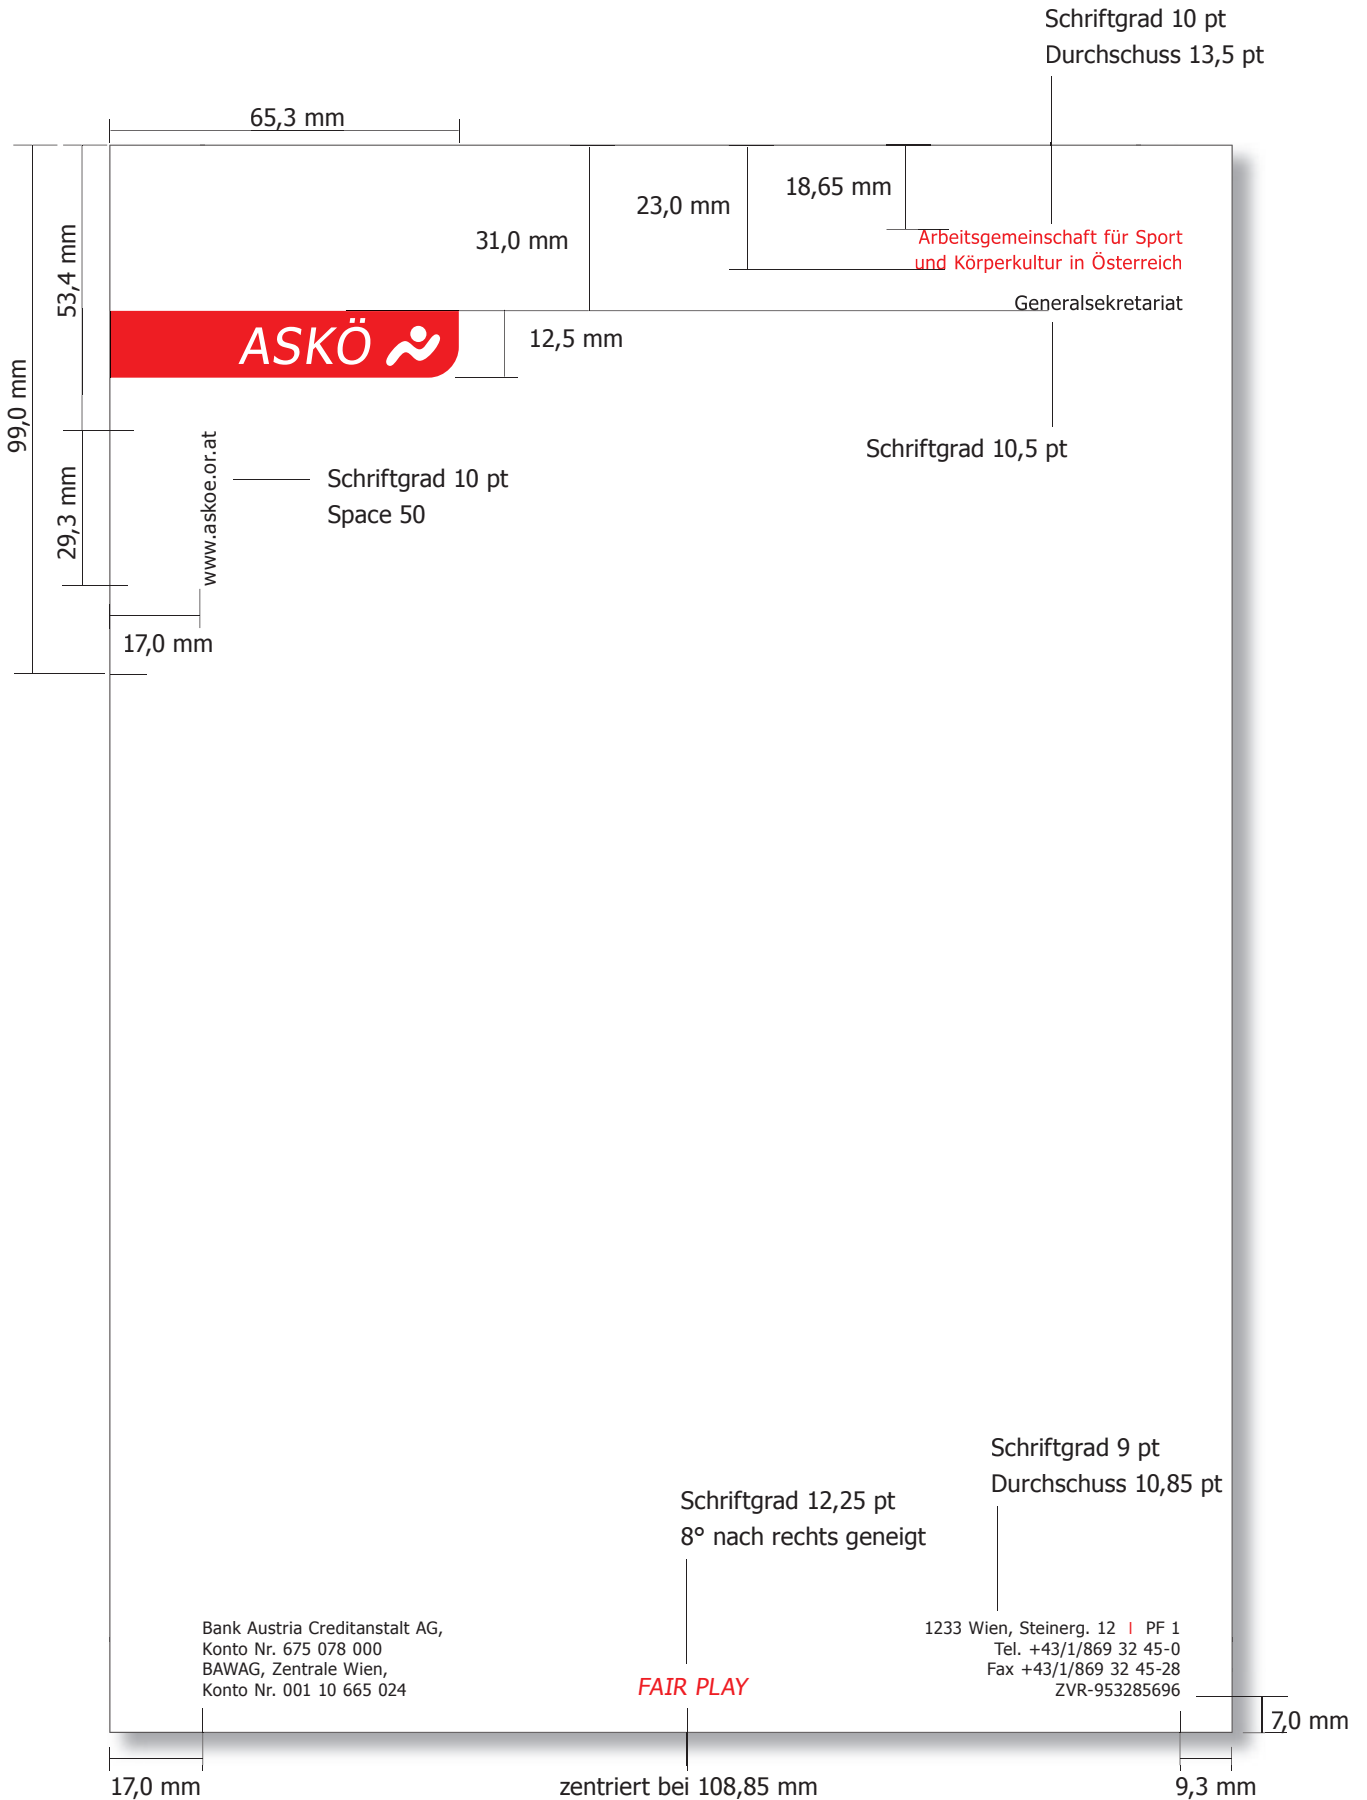 Schriftgrad 10 pt
Durchschuss 13,5 pt
65,3 mm
18,65 mm
23,0 mm
31,0 mm
53,4 mm
Arbeitsgemeinschaft für Sport
und Körperkultur in Österreich
Generalsekretariat
ASKÖ
12,5 mm
99,0 mm
Schriftgrad 10,5 pt
www.askoe.or.at
Schriftgrad 10 pt
Space 50
29,3 mm
17,0 mm
Schriftgrad 9 pt
Durchschuss 10,85 pt
Schriftgrad 12,25 pt
8° nach rechts geneigt
Bank Austria Creditanstalt AG,
Konto Nr. 675 078 000
BAWAG, Zentrale Wien,
Konto Nr. 001 10 665 024
FAIR PLAY
1233 Wien, Steinerg. 12 I PF 1
Tel. +43/1/869 32 45-0
Fax +43/1/869 32 45-28
ZVR-953285696
7,0 mm
17,0 mm
zentriert bei 108,85 mm
9,3 mm